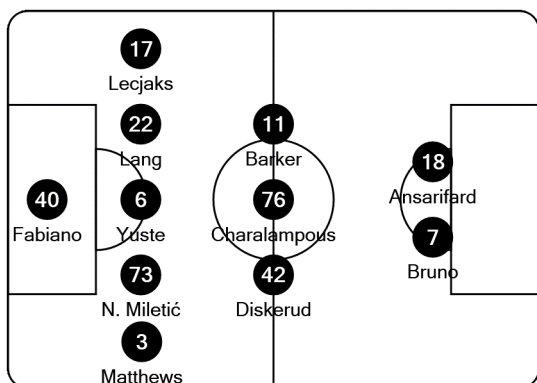 17
Lecjaks
22
Lang
11
Barker
18
Ansarifard
40
Fabiano
6
Yuste
76
Charalampous
7
Bruno
73
N. Miletić
42
Diskerud
3
Matthews